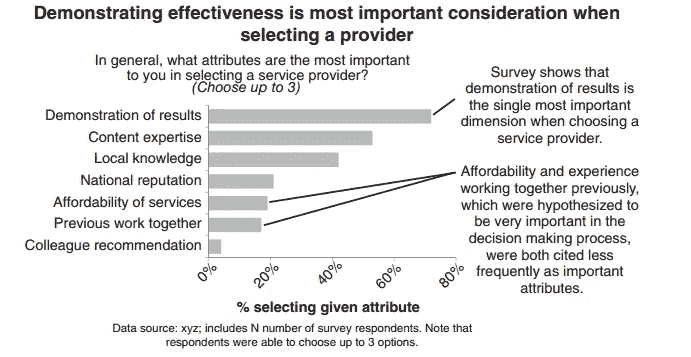 Demonstrating effectiveness is most important consideration when
selecting a provider
In general, what attributes are the most important
to you in selecting a service provider?
(Choose up to 3)
Demonstration of results
Content expertise
Local knowledge
National reputation
Affordability of services
Previous work together
Colleague recommendation
0%
20%
40%
60%
80%
% selecting given attribute
Survey shows that
demonstration of results is
the single most important
dimension when choosing a
service provider.
Affordability and experience
working together previously,
which were hypothesized to
be very important in the
decision making process,
were both cited less
frequently as important
attributes.
Data source: xyz; includes N number of survey respondents. Note that
respondents were able to choose up to 3 options.